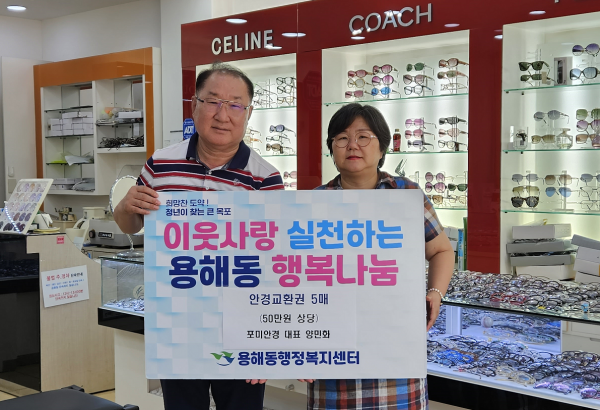 CELINE
COACH
희망찬 도약!
청년이 찾는 큰 목포
이웃사랑 실천하는
용해동 행복나눔
안경교환권 5매
(50만원 상당)
포미안경 대표 양민화
용해동행정복지센터